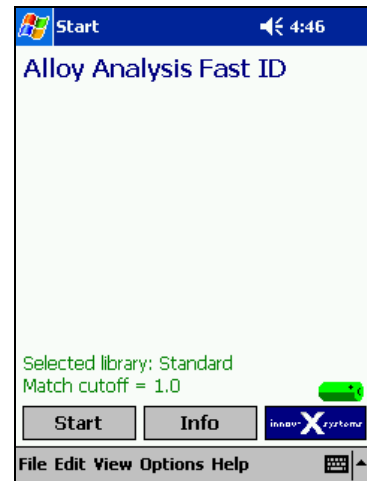 Start 4:46
Alloy Analysis Fast ID
Selected library: Standard
Match cutoff = 1.0
Start Info innov-X systems
File Edit View Options Help